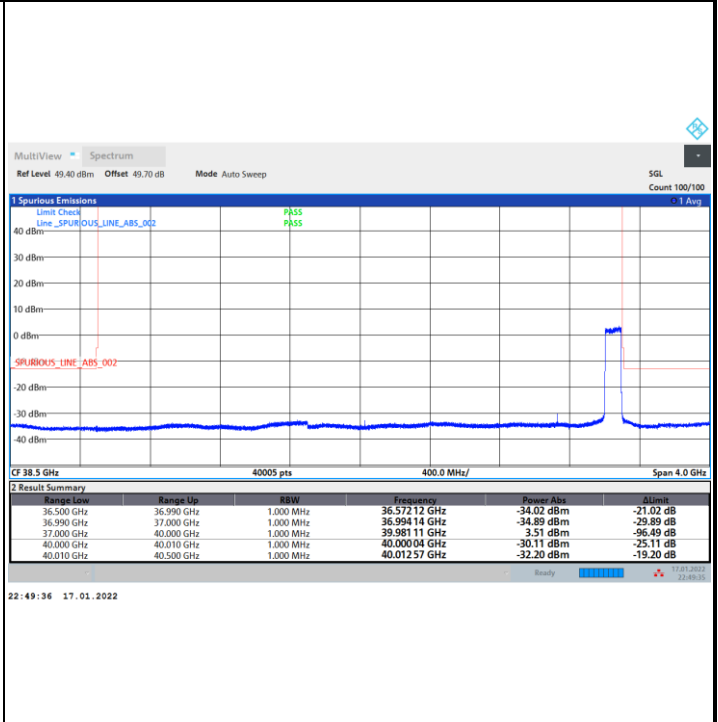 MultiView Spectrum
Ref Level 49.40 dBm Offset 49.70 dB Mode Auto Sweep SGL
Count 100/100
1 Spurious Emissions 1 Avg
Limit Check PASS
Line _SPURIOUS_LINE_ABS_002 PASS
40 dBm
30 dBm
20 dBm
10 dBm
0 dBm
_SPURIOUS_LINE_ABS_002
-20 dBm
-30 dBm
-40 dBm
CF 38.5 GHz 40005 pts 400.0 MHz/ Span 4.0 GHz
2 Result Summary
Range Low Range Up RBW Frequency Power Abs ΔLimit
36.500 GHz 36.990 GHz 1.000 MHz 36.572 12 GHz -34.02 dBm -21.02 dB
36.990 GHz 37.000 GHz 1.000 MHz 36.994 14 GHz -34.89 dBm -29.89 dB
37.000 GHz 40.000 GHz 1.000 MHz 39.981 11 GHz 3.51 dBm -96.49 dB
40.000 GHz 40.010 GHz 1.000 MHz 40.000 04 GHz -30.11 dBm -25.11 dB
40.010 GHz 40.500 GHz 1.000 MHz 40.012 57 GHz -32.20 dBm -19.20 dB
Ready 17.01.2022
22:49:35
22:49:36 17.01.2022